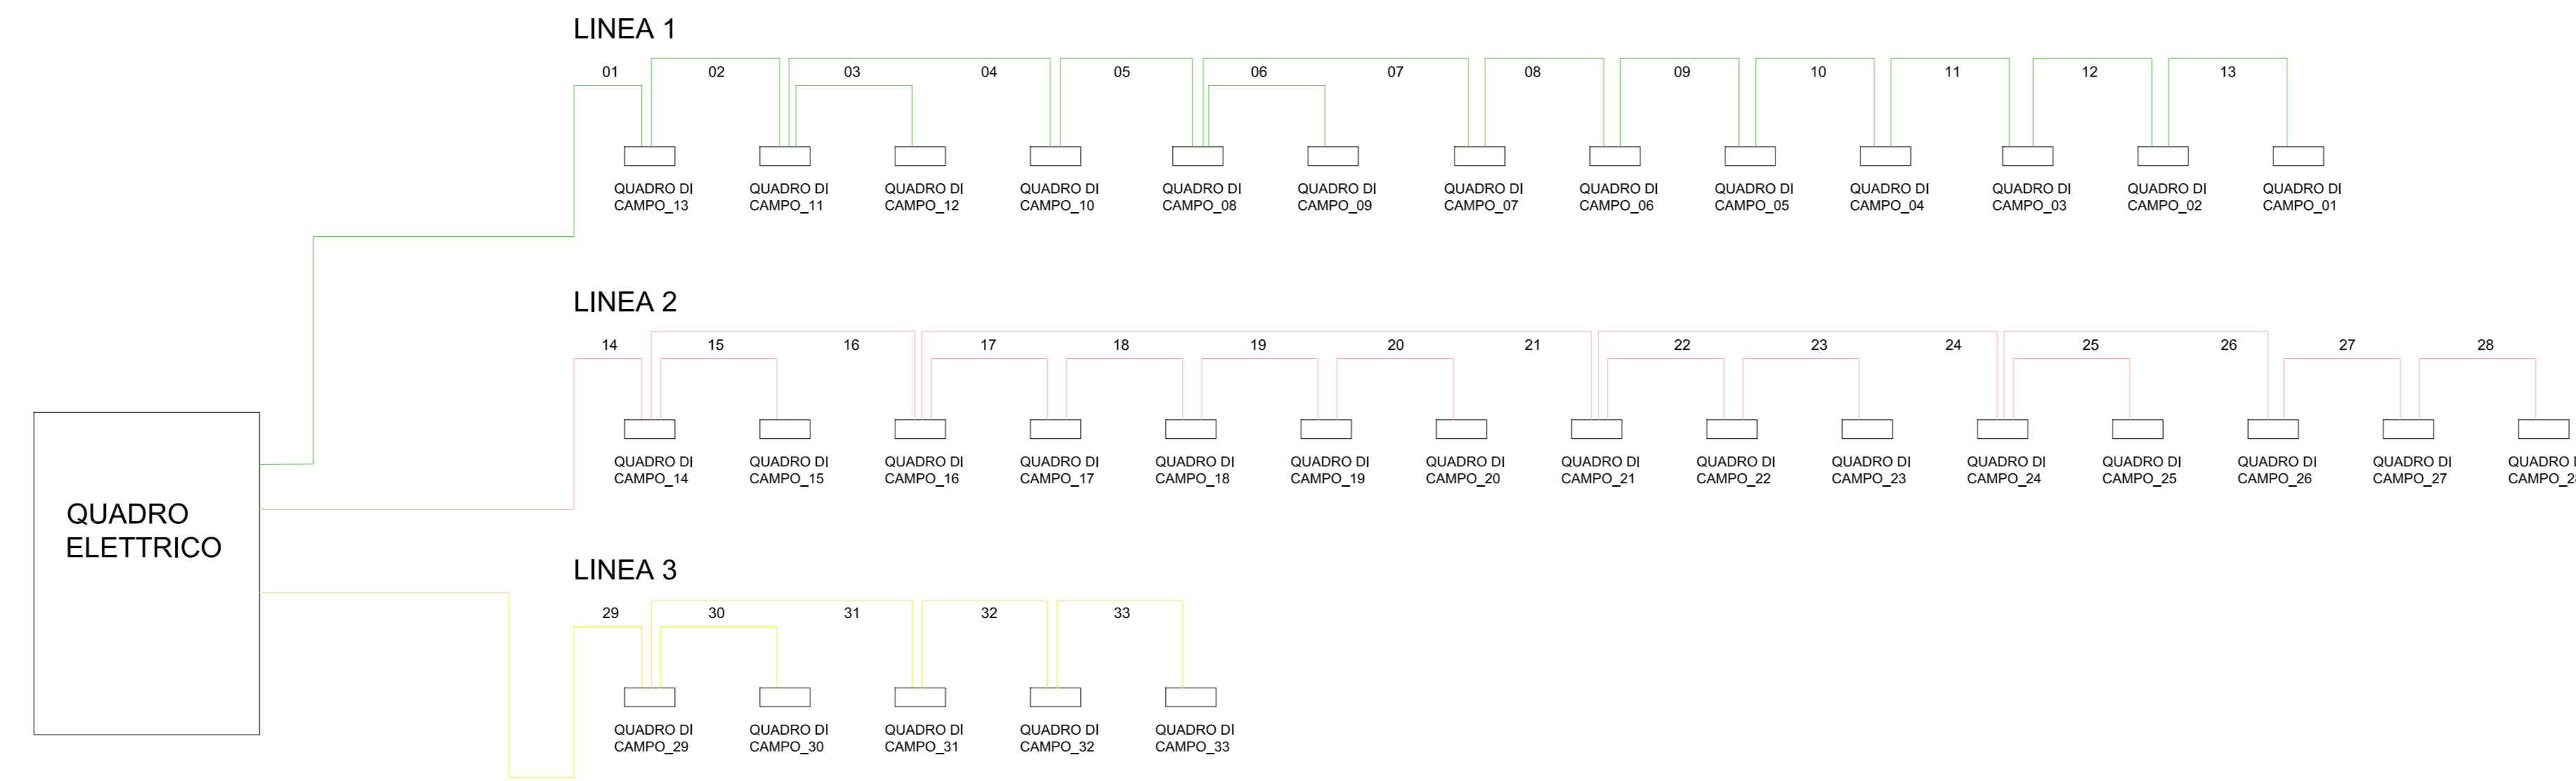 LINEA 1
01 02 03 04 05 06 07 08 09 10 11 12 13
QUADRO DI QUADRO DI QUADRO DI QUADRO DI QUADRO DI QUADRO DI QUADRO DI QUADRO DI QUADRO DI QUADRO DI QUADRO DI QUADRO DI QUADRO DI
CAMPO_13 CAMPO_11 CAMPO_12 CAMPO_10 CAMPO_08 CAMPO_09 CAMPO_07 CAMPO_06 CAMPO_05 CAMPO_04 CAMPO_03 CAMPO_02 CAMPO_01
LINEA 2
14 15 16 17 18 19 20 21 22 23 24 25 26 27 28
QUADRO DI QUADRO DI QUADRO DI QUADRO DI QUADRO DI QUADRO DI QUADRO DI QUADRO DI QUADRO DI QUADRO DI QUADRO DI QUADRO DI QUADRO DI QUADRO DI QUADRO
CAMPO_14 CAMPO_15 CAMPO_16 CAMPO_17 CAMPO_18 CAMPO_19 CAMPO_20 CAMPO_21 CAMPO_22 CAMPO_23 CAMPO_24 CAMPO_25 CAMPO_26 CAMPO_27
QUADRO
ELETTRICO
LINEA 3
29 30 31 32 33
QUADRO DI QUADRO DI QUADRO DI QUADRO DI QUADRO DI
CAMPO_29 CAMPO_30 CAMPO_31 CAMPO_32 CAMPO_33